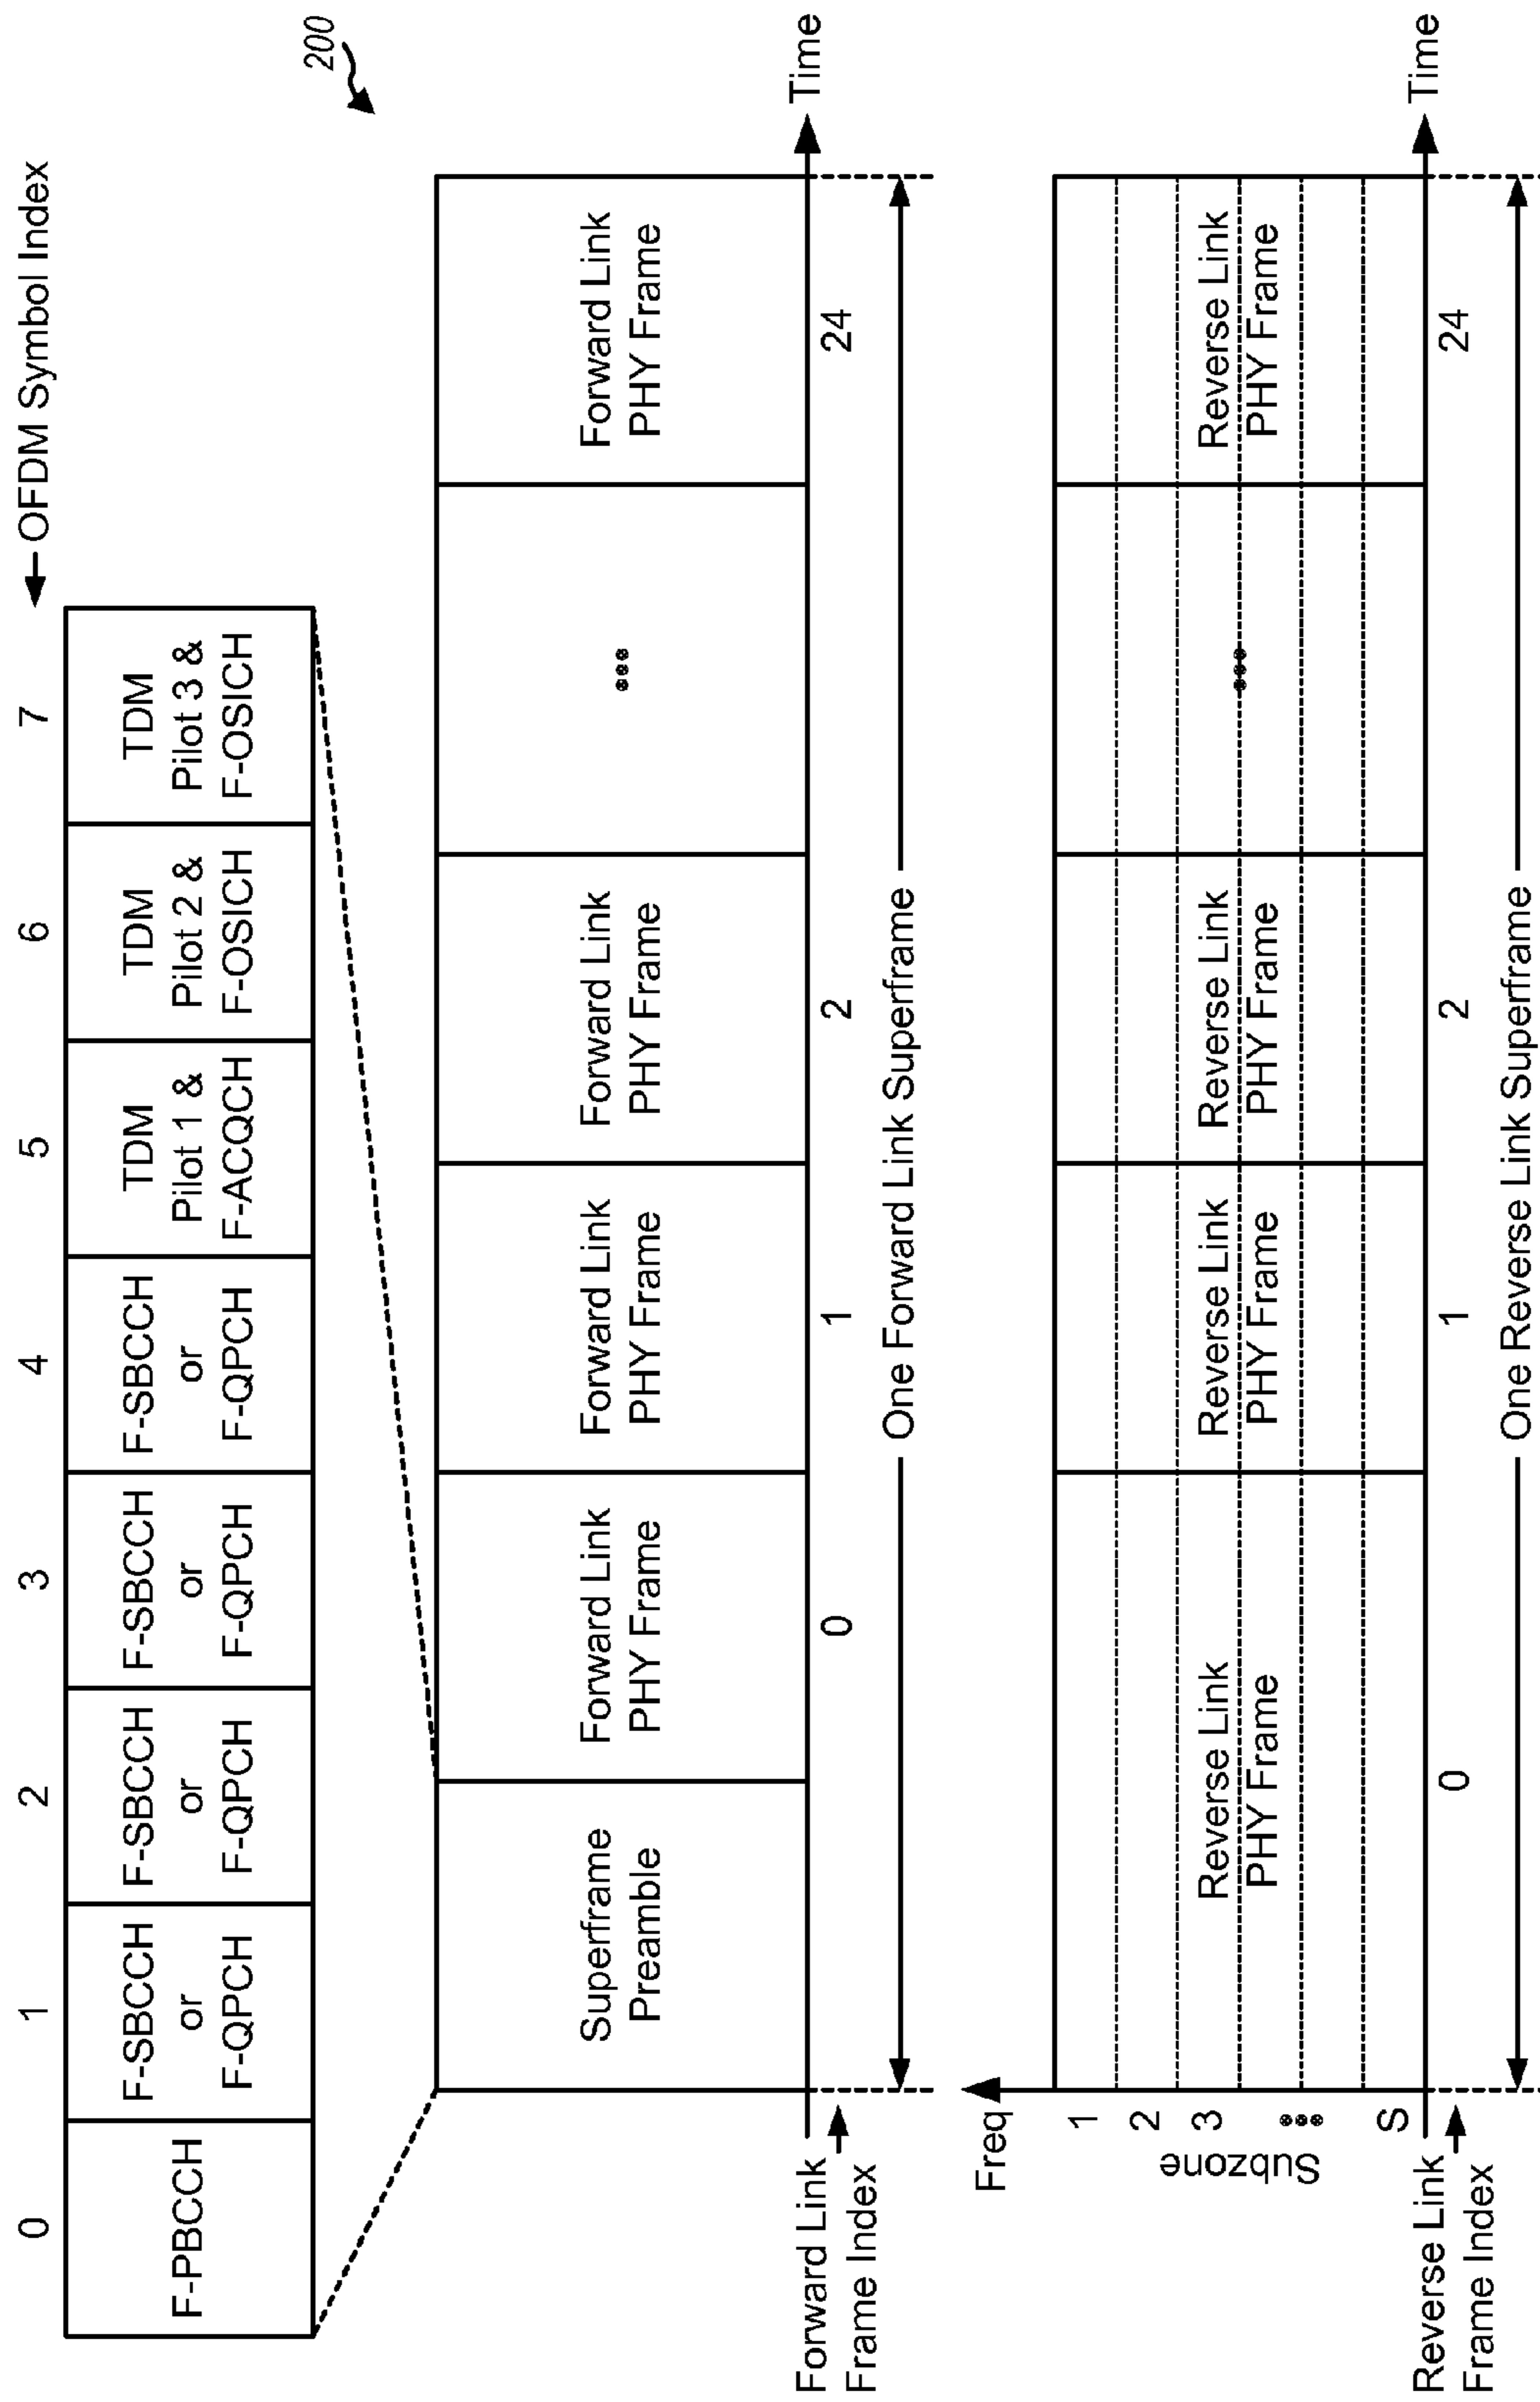 200
0 1 2 3 4 5 6 7 OFDM Symbol Index
F-PBCCH
F-SBCCH
or
F-QPCH
F-SBCCH
or
F-QPCH
F-SBCCH
or
F-QPCH
F-SBCCH
or
F-QPCH
TDM
Pilot 1 &
F-ACQCH
TDM
Pilot 2 &
F-OSICH
TDM
Pilot 3 &
F-OSICH
Superframe
Preamble
Forward Link
PHY Frame
Forward Link
PHY Frame
Forward Link
PHY Frame
...
Forward Link
PHY Frame
Time
Forward Link
Frame Index
0 1 2 24
One Forward Link Superframe
Freq
Subzone
1
2
3
...
S
Reverse Link
PHY Frame
Reverse Link
PHY Frame
Reverse Link
PHY Frame
...
Reverse Link
PHY Frame
Time
Reverse Link
Frame Index
0 1 2 24
One Reverse Link Superframe